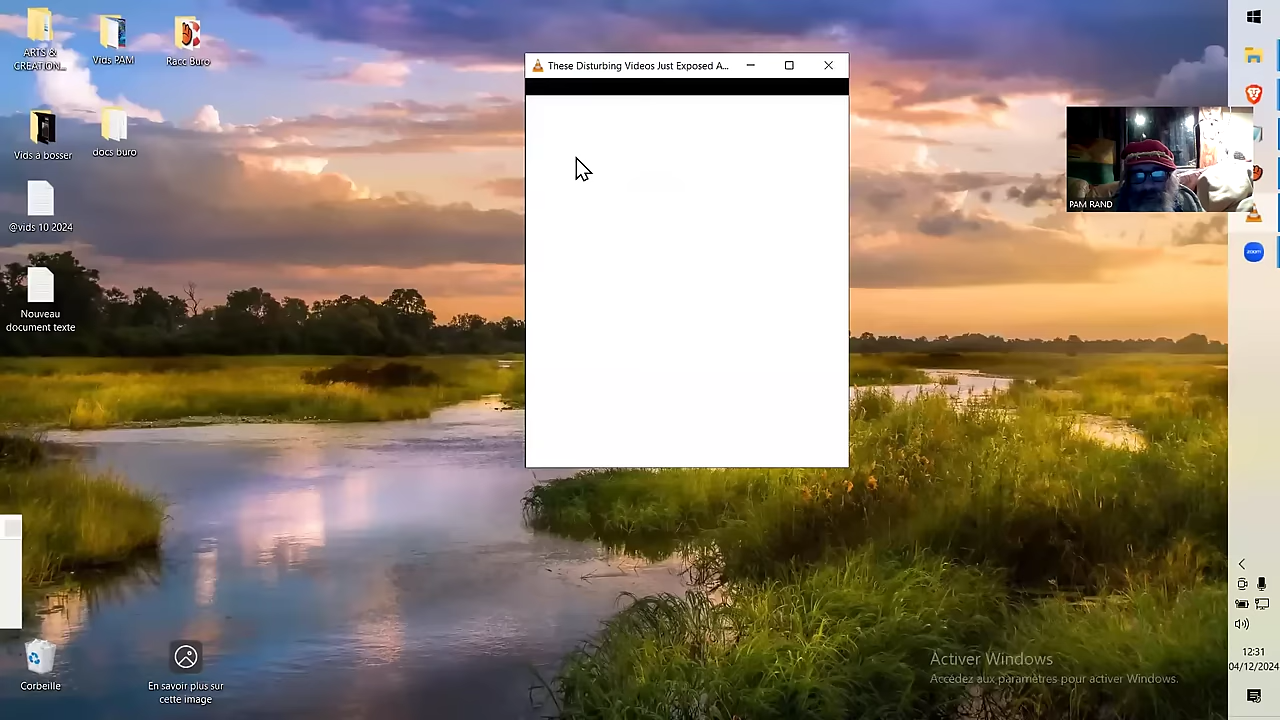 ARTS &
CREATION...
Vids PAM
Racc Buro
These Disturbing Videos Just Exposed A...
Vids a bosser
docs buro
PAM RAND
@vids 10 2024
zoom
Nouveau
document texte
Corbeille
En savoir plus sur
cette image
Activer Windows
Accédez aux paramètres pour activer Windows.
12:31
04/12/2024